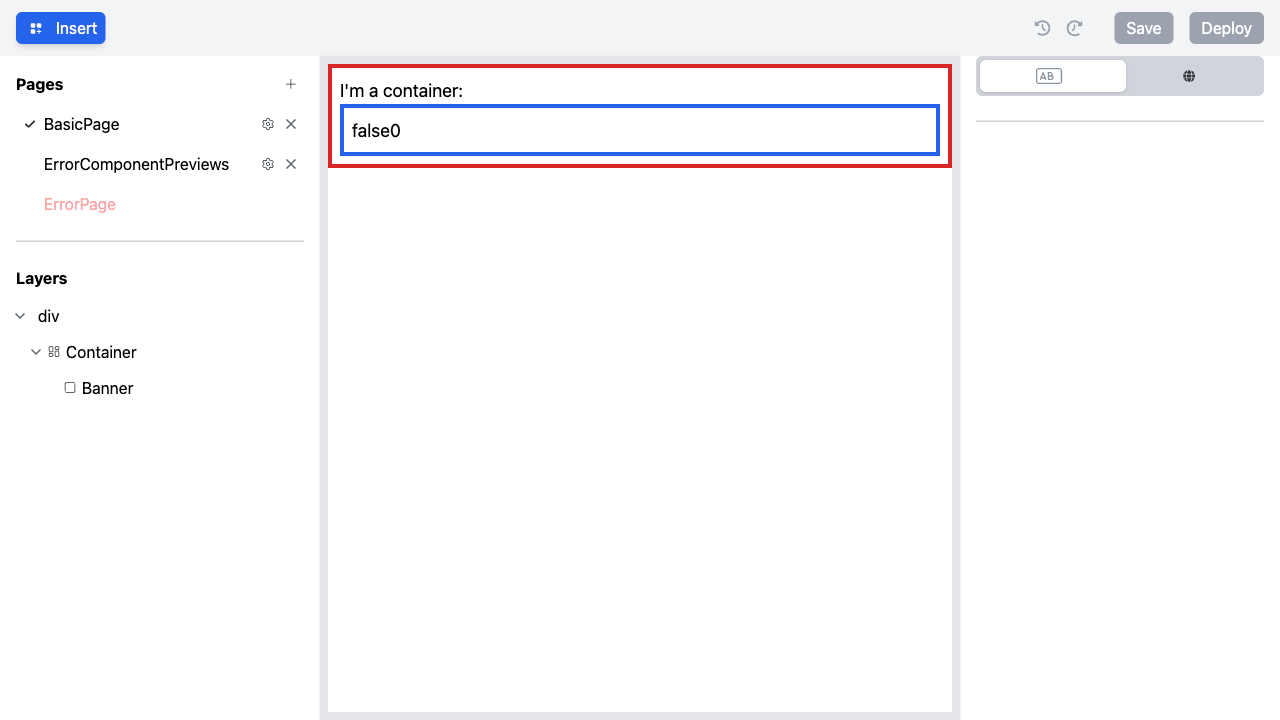 Insert
Save
Deploy
Pages
BasicPage
ErrorComponentPreviews
ErrorPage
Layers
div
Container
Banner
I'm a container:
false0
AB